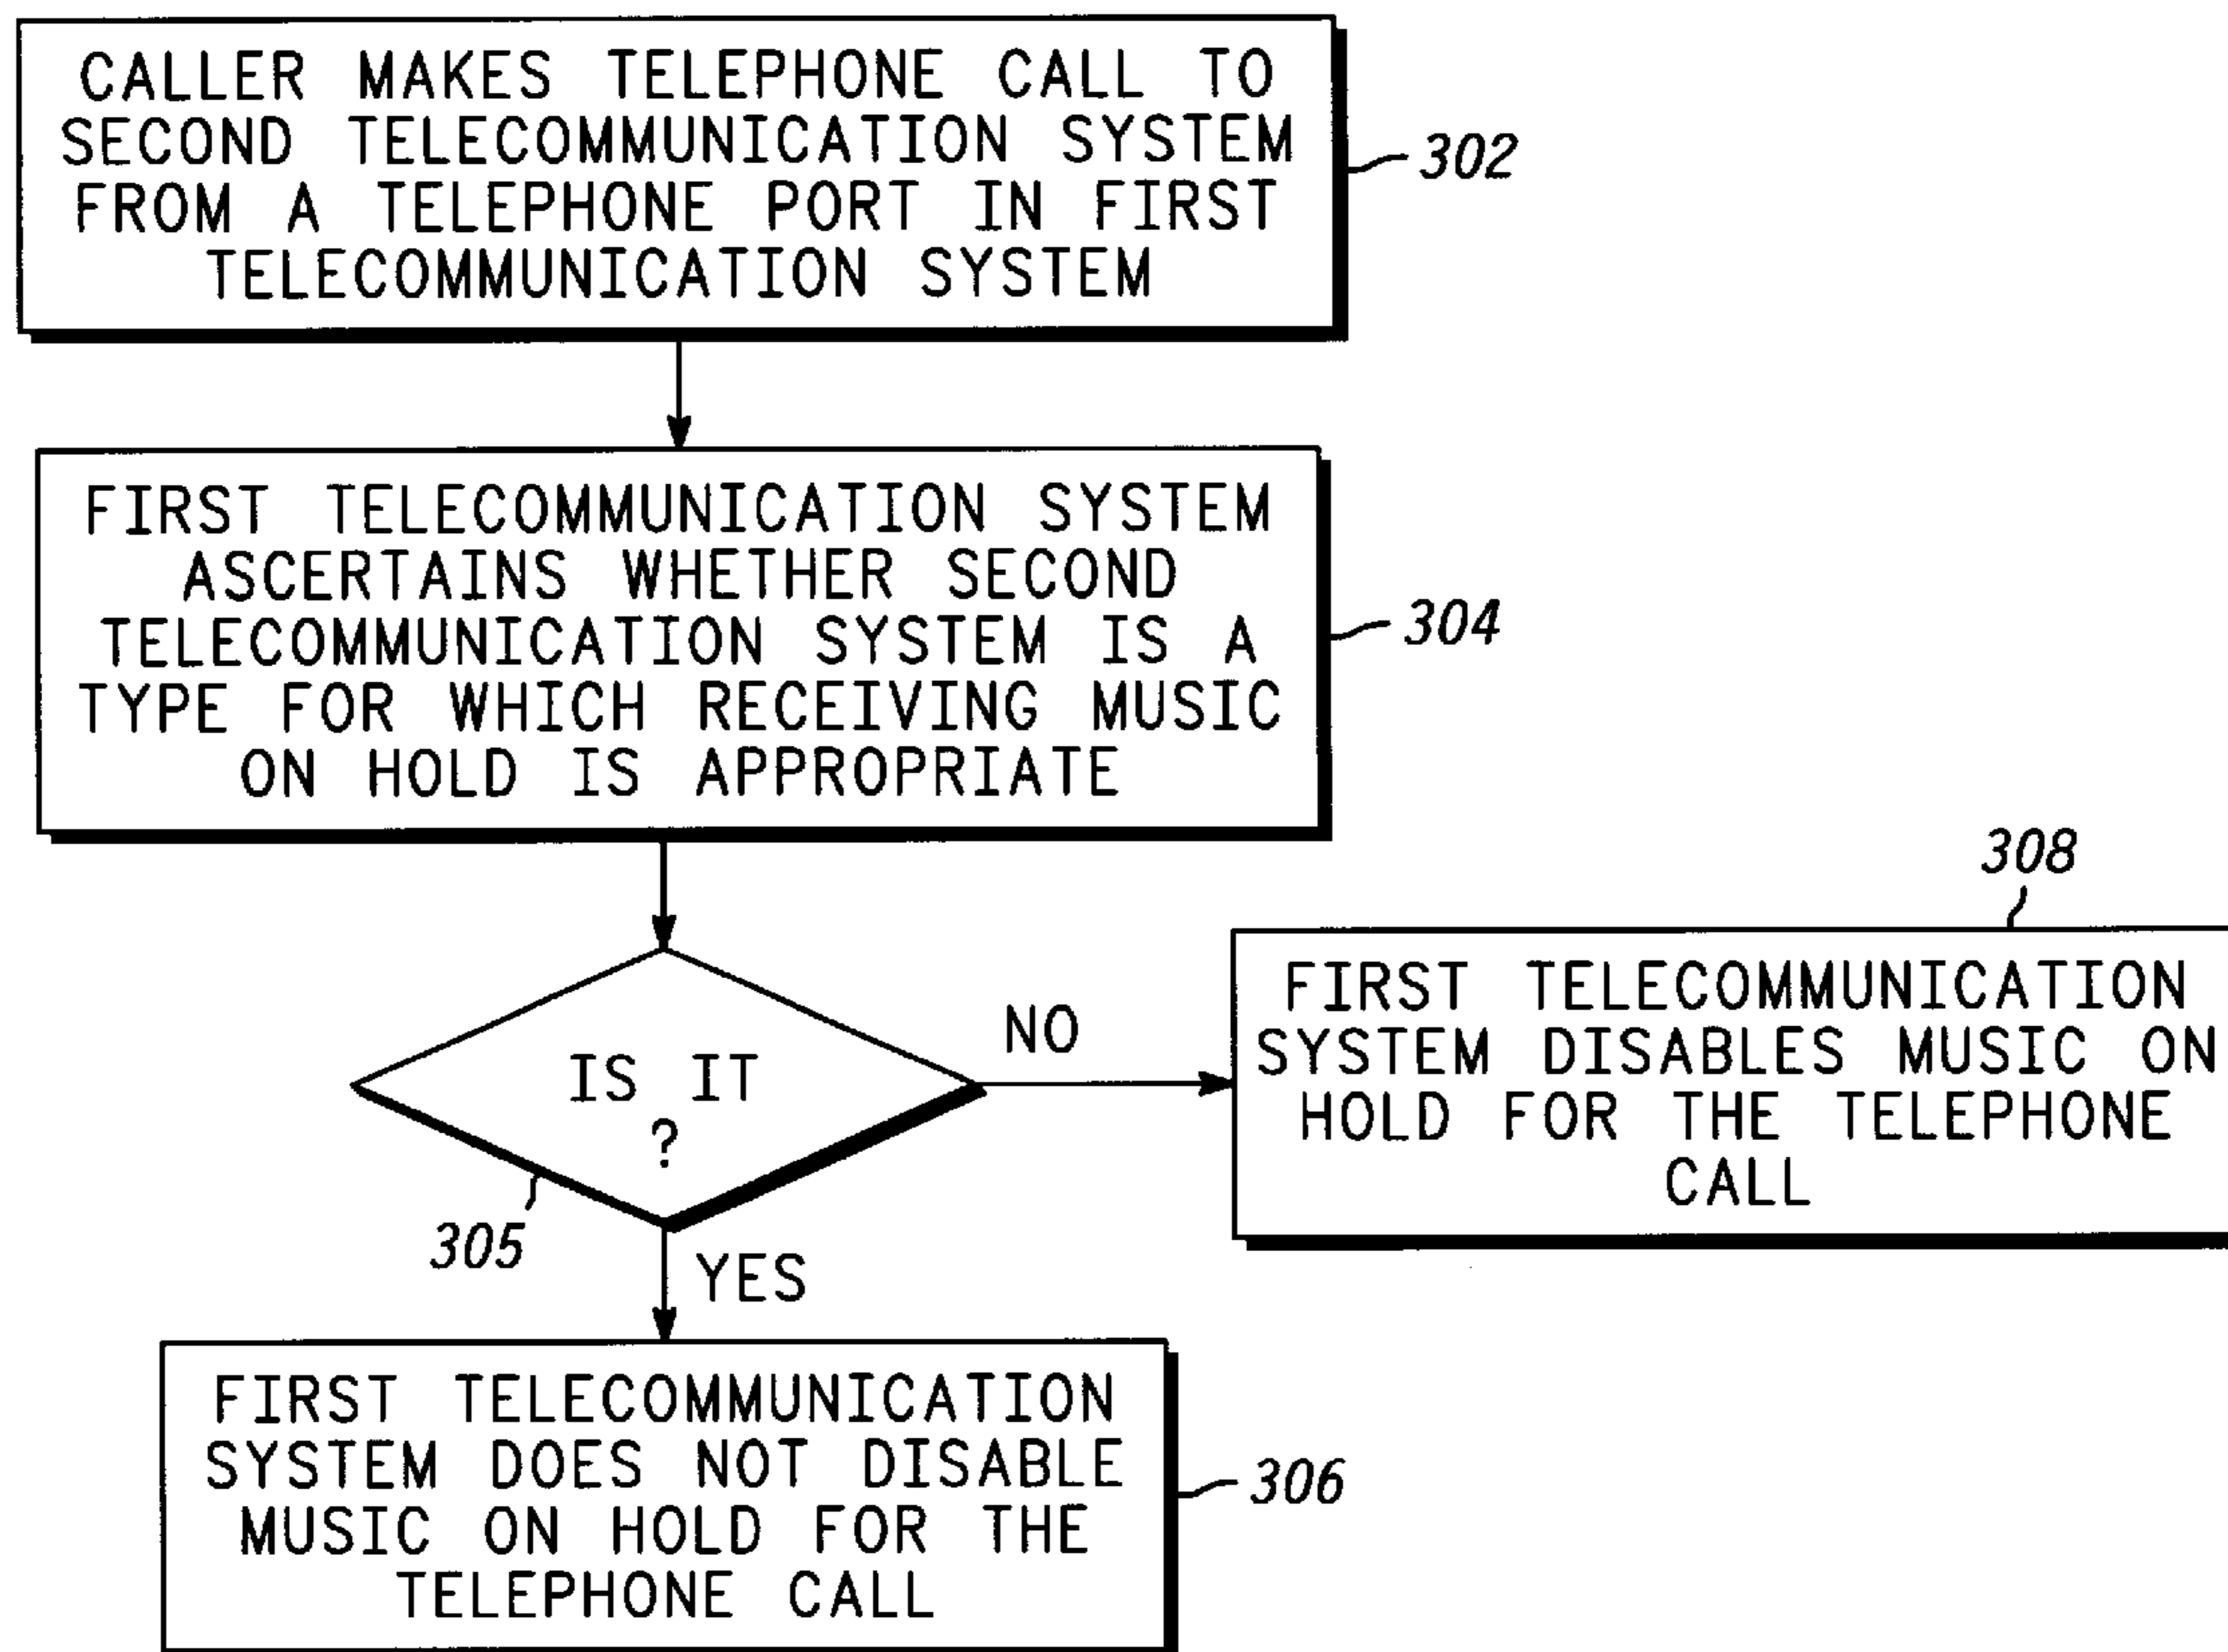 CALLER MAKES TELEPHONE CALL TO
SECOND TELECOMMUNICATION SYSTEM
FROM A TELEPHONE PORT IN FIRST
TELECOMMUNICATION SYSTEM
302
FIRST TELECOMMUNICATION SYSTEM
ASCERTAINS WHETHER SECOND
TELECOMMUNICATION SYSTEM IS A
TYPE FOR WHICH RECEIVING MUSIC
ON HOLD IS APPROPRIATE
304
IS IT
?
305
NO
308
FIRST TELECOMMUNICATION
SYSTEM DISABLES MUSIC ON
HOLD FOR THE TELEPHONE
CALL
YES
FIRST TELECOMMUNICATION
SYSTEM DOES NOT DISABLE
MUSIC ON HOLD FOR THE
TELEPHONE CALL
306